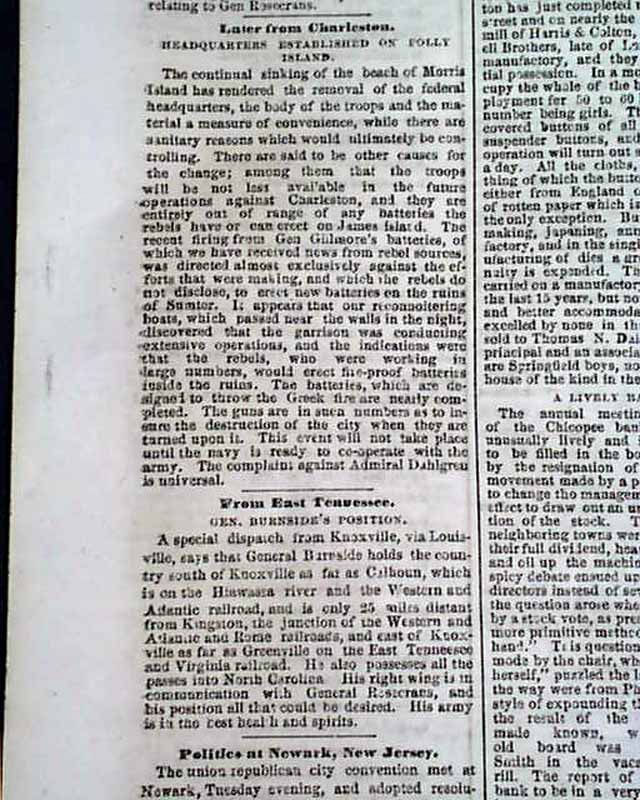 relating to Gen Rosecrans.
Later from Charleston.
HEADQUARTERS ESTABLISHED ON FOLLY
ISLAND.
The continual sinking of the beach of Morris
Island has rendered the removal of the federal
headquarters, the body of the troops and the ma-
terial a measure of convenience, while there are
sanitary reasons which would ultimately be con-
trolling. There are said to be other causes for
the change; among them that the troops
will be not less available in the future
operations against Charleston, and they are
entirely out of range of any batteries the
rebels have or can erect on James island. The
recent firing from Gen Gillmore's batteries, of
which we have received news from rebel sources,
was directed almost exclusively against the ef-
forts that were making, and which the rebels do
not disclose, to erect new batteries on the ruins
of Sumter. It appears that our reconnoitering
boats, which passed near the walls in the night,
discovered that the garrison was conducing
extensive operations, and the indications were
that the rebels, who were working in
large numbers, would erect fire-proof batteries
inside the ruins. The batteries, which are de-
signed to throw the Greek fire are nearly com-
pleted. The guns are in such numbers as to in-
sure the destruction of the city when they are
turned upon it. This event will not take place
until the navy is ready to co-operate with the
army. The complaint against Admiral Dahlgren
is universal.
From East Tennessee.
GEN. BURNSIDE'S POSITION.
A special dispatch from Knoxville, via Louis-
ville, says that General Burnside holds the coun-
try south of Knoxville as far as Calhoun, which
is on the Hiawassa river and the Western and
Atlantic railroad, and is only 25 miles distant
from Kingston, the junction of the Western and
Atlantic and Rome railroads, and east of Knox-
ville as far as Greenville on the East Tennessee
and Virginia railroad. He also possesses all the
passes into North Carolina His right wing is in
communication with General Rosecrans, and
his position all that could be desired. His army
is in the best health and spirits.
Politics at Newark, New Jersey.
The union republican city convention met at
Newark, Tuesday evening, and adopted resolu-
ton has just completed
street and on nearly the
mill of Harris & Colton,
ell Brothers, late of
manufactory, and they
tial possession. In a
cupy the whole of the
ployment for 50 to 60
number being girls.
covered buttons of all
suspender buttons, and
operation will turn out
a day. All the cloths,
thing of which the
either from England
of rotten paper which is
the only exception.
making, japaning,
factory, and in the
ufacturing of dies a
nuity is expended. The
carried on a manufactory
the last 15 years, but
and better
excelled by none in
sold to Thomas N.
principal and an
are Springfield boys,
house of the kind in the
A LIVELY
The annual
of the Chicopee
unusually lively and
to be filled in the
by the resignation of
movement made by a
to change the
effect to draw out an
tion of the stock.
neighboring towns were
their full dividend,
and oil up the
spicy debate ensued
directors instead of
the question arose
by a stock vote, as
more primitive
hand." It is question
made by the chair,
herself," puzzled the
the way were from
style of expounding
the result of the
made known,
old board was
Smith in the
rill. The report of
bank to be in a very